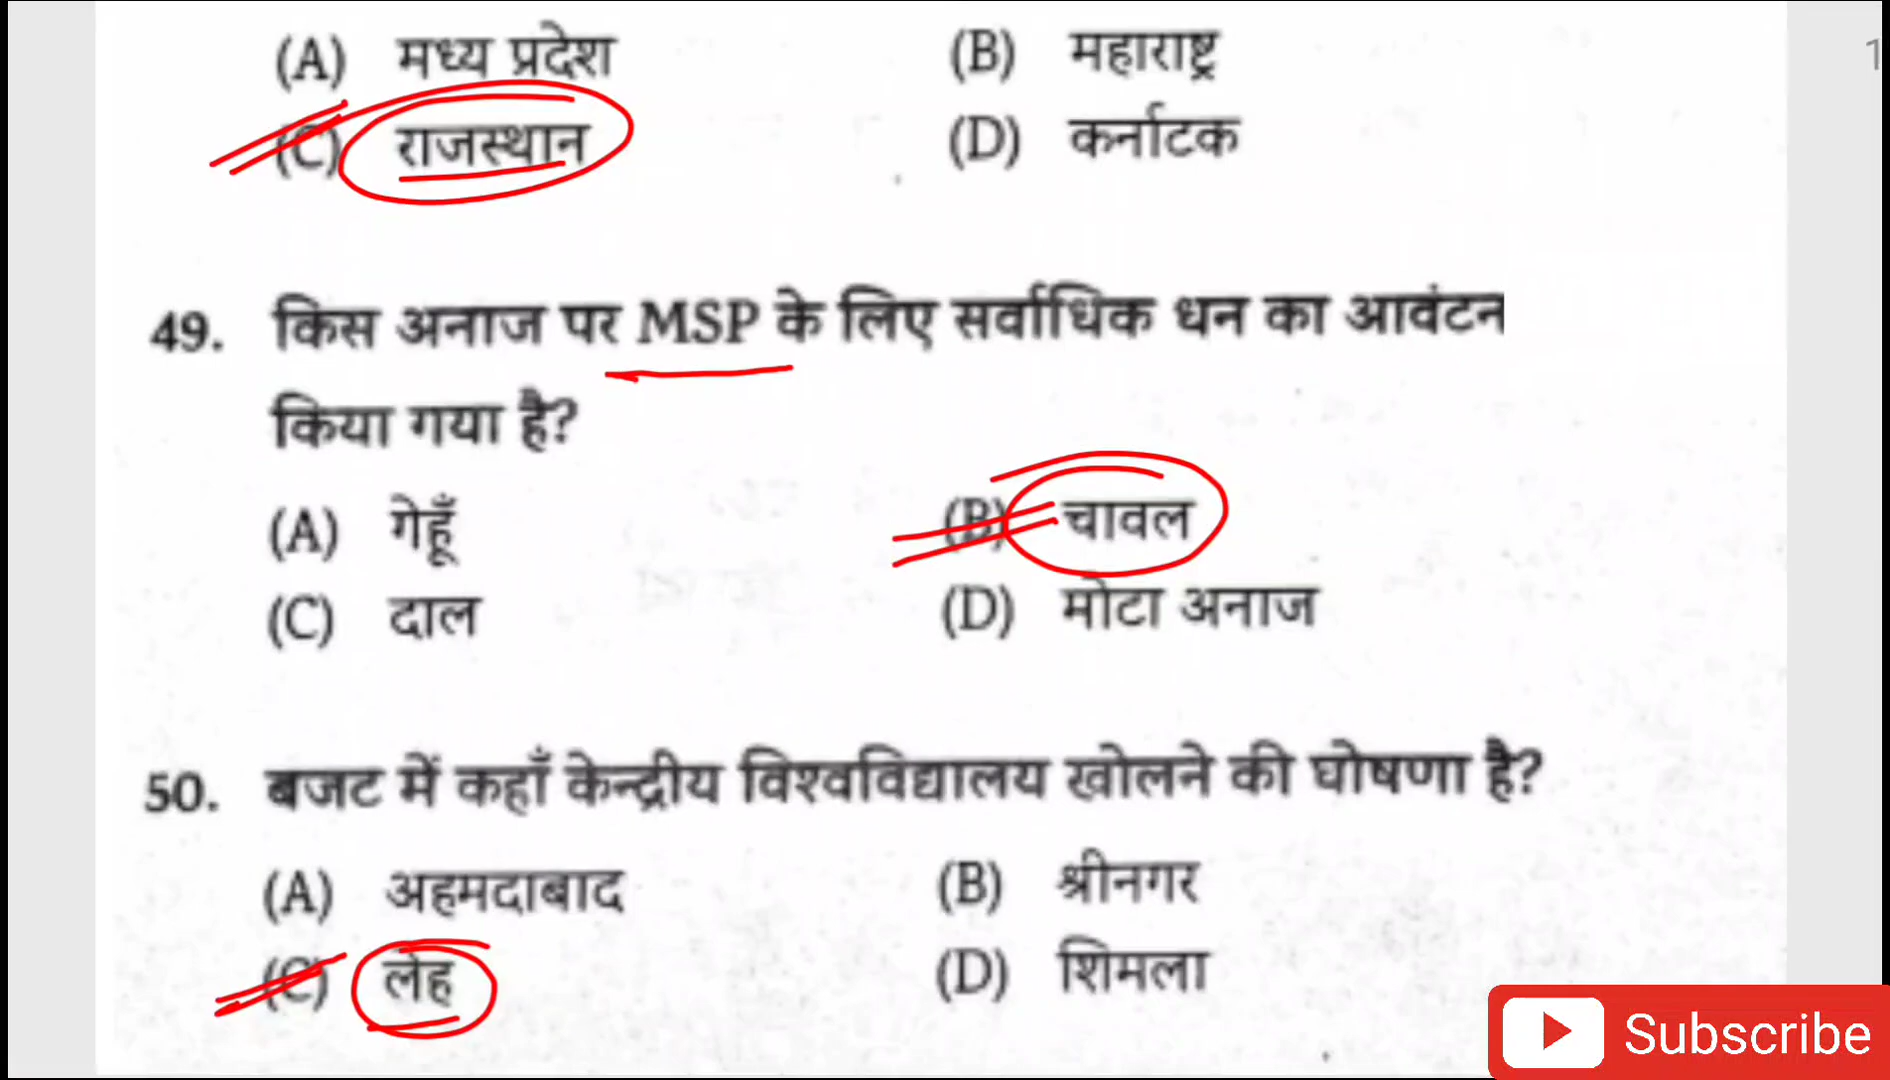 (A) मध्य प्रदेश (B) महाराष्ट्र
(C) राजस्थान (D) कर्नाटक
49. किस अनाज पर MSP के लिए सर्वाधिक धन का आवंटन
किया गया है?
(A) गेहूँ (B) चावल
(C) दाल (D) मोटा अनाज
50. बजट में कहाँ केन्द्रीय विश्वविद्यालय खोलने की घोषणा है?
(A) अहमदाबाद (B) श्रीनगर
(C) लेह (D) शिमला
Subscribe